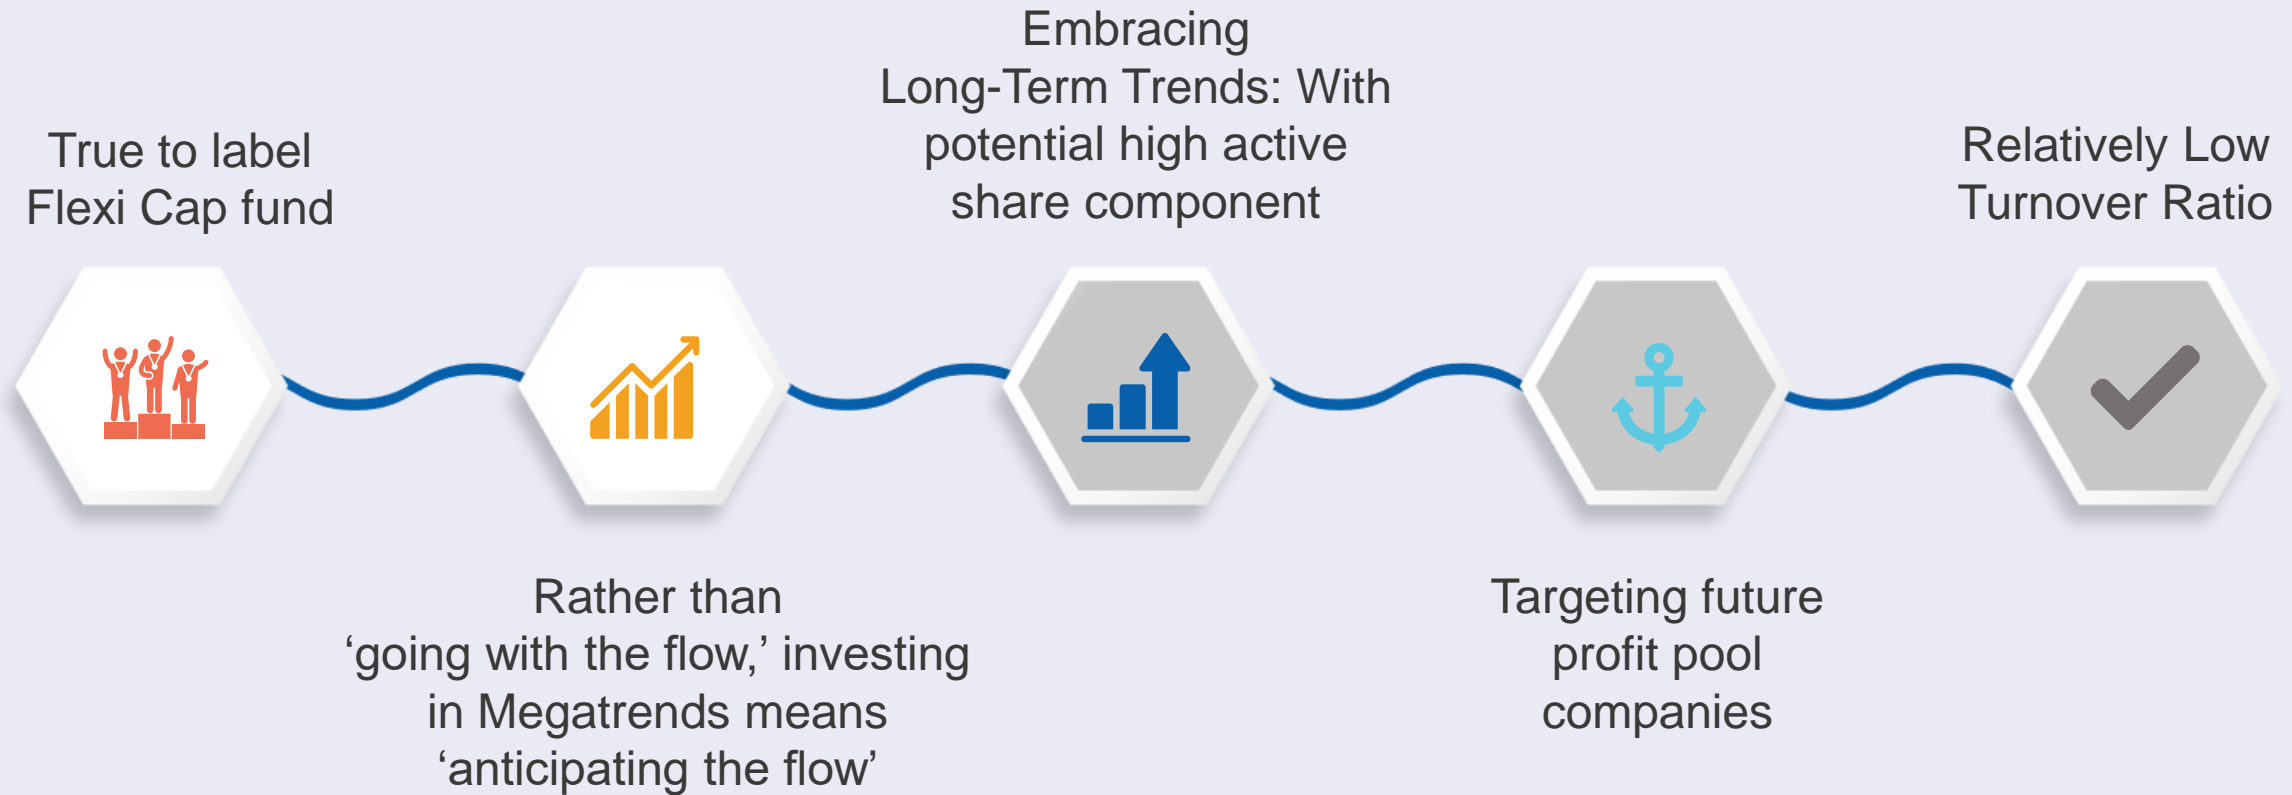 True to label
Flexi Cap fund
Rather than
‘going with the flow,’ investing
in Megatrends means
‘anticipating the flow’
Embracing
Long-Term Trends: With
potential high active
share component
Targeting future
profit pool
companies
Relatively Low
Turnover Ratio